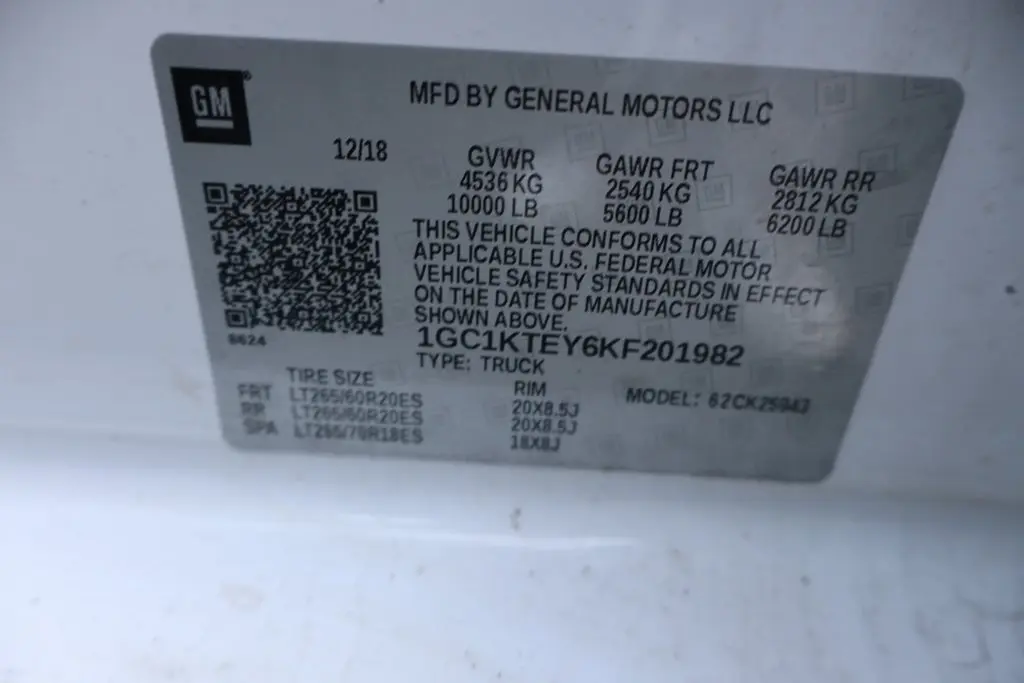 GM
MFD BY GENERAL MOTORS LLC
12/18
GVWR GAWR FRT GAWR RR
4536 KG 2540 KG 2812 KG
10000 LB 5600 LB 6200 LB
THIS VEHICLE CONFORMS TO ALL
APPLICABLE U.S. FEDERAL MOTOR
VEHICLE SAFETY STANDARDS IN EFFECT
ON THE DATE OF MANUFACTURE
SHOWN ABOVE.
8624
1GC1KTEY6KF201982
TYPE: TRUCK
TIRE SIZE RIM MODEL:
FRT LT265/60R20ES 20X8.5J
RR LT265/60R20ES 20X8.5J
SPA LT265/70R18ES 18X8J